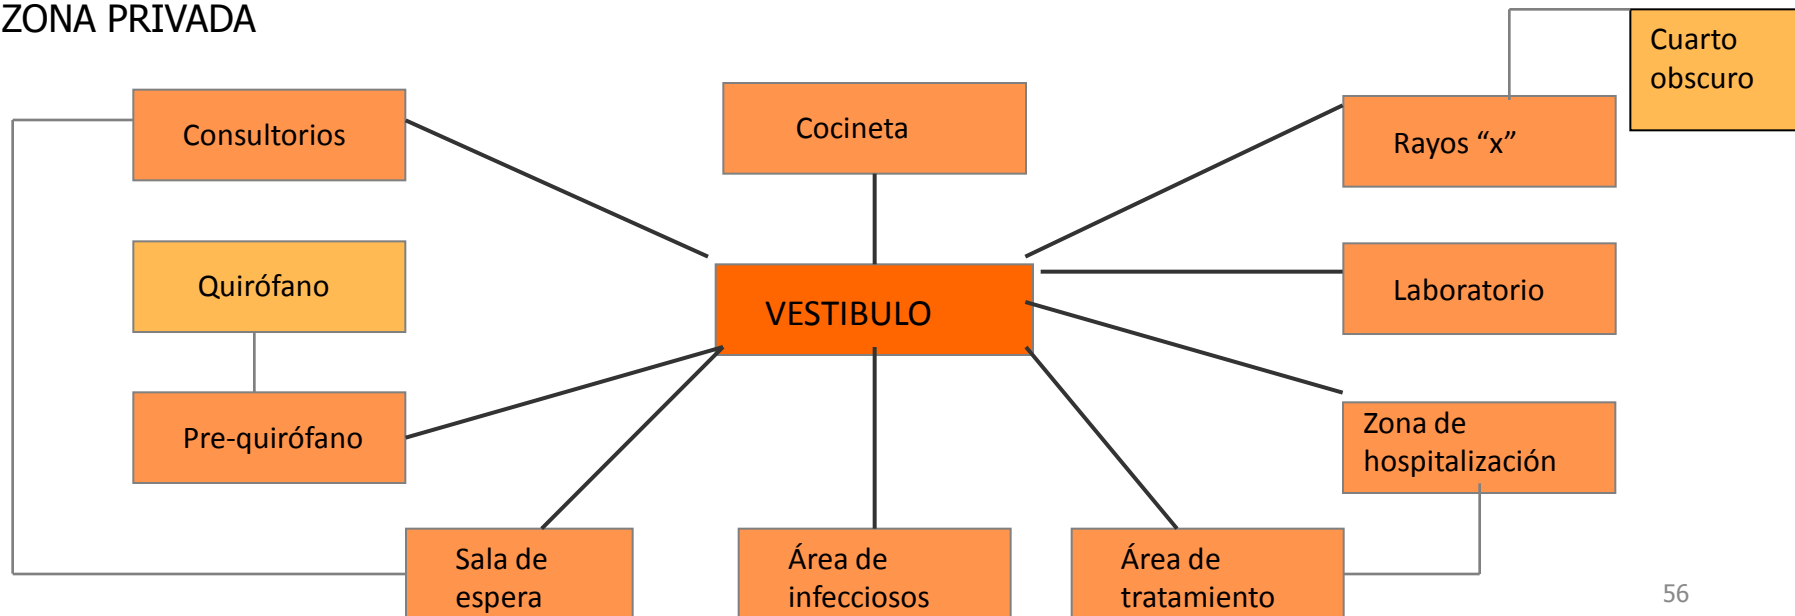 ZONA PRIVADA
Cuarto
obscuro
Consultorios
Cocineta
Rayos “x”
Quirófano
VESTIBULO
Laboratorio
Pre-quirófano
Zona de
hospitalización
Sala de
espera
Área de
infecciosos
Área de
tratamiento
56